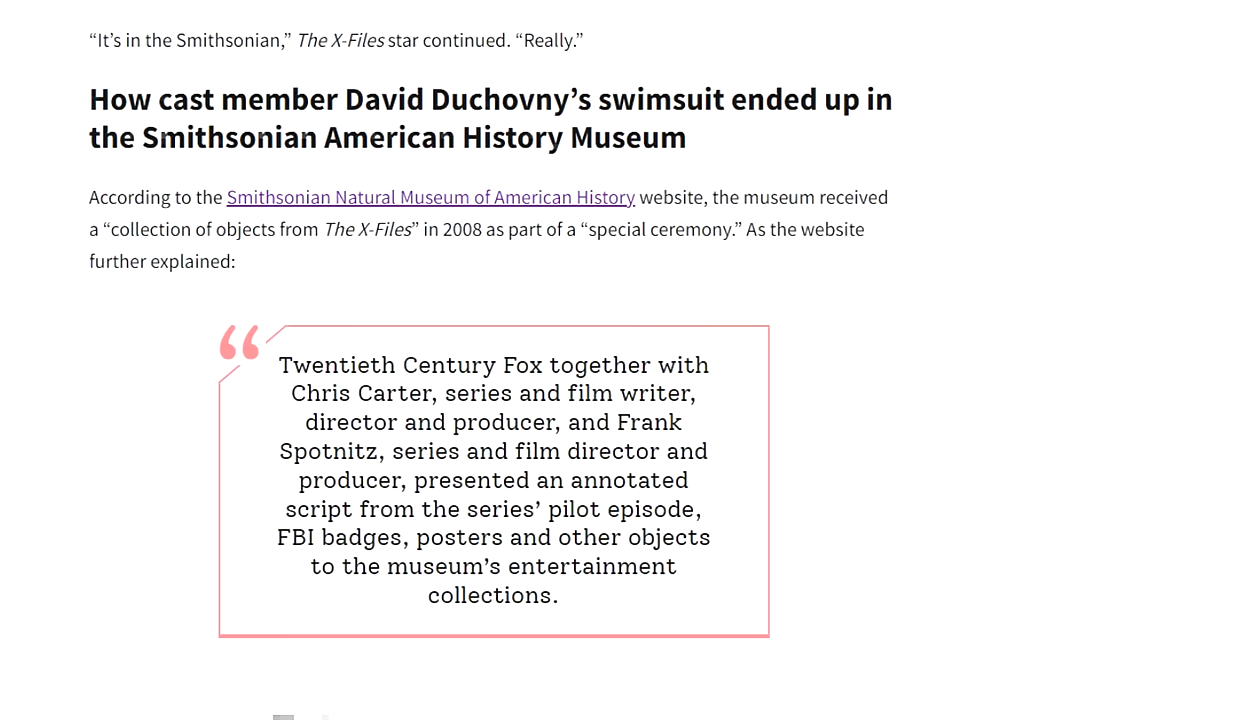 “It’s in the Smithsonian,” The X-Files star continued. “Really.”
How cast member David Duchovny’s swimsuit ended up in
the Smithsonian American History Museum
According to the Smithsonian Natural Museum of American History website, the museum received
a “collection of objects from The X-Files” in 2008 as part of a “special ceremony.” As the website
further explained:
“
Twentieth Century Fox together with
Chris Carter, series and film writer,
director and producer, and Frank
Spotnitz, series and film director and
producer, presented an annotated
script from the series’ pilot episode,
FBI badges, posters and other objects
to the museum’s entertainment
collections.